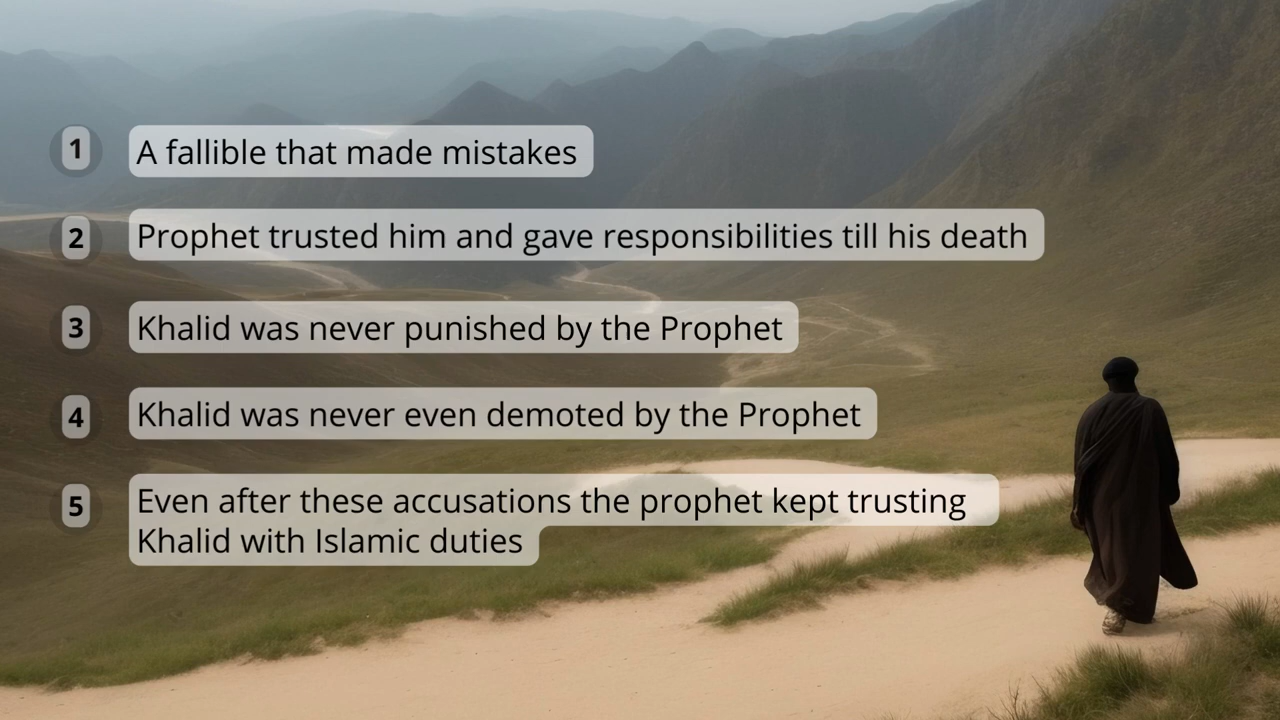 1 A fallible that made mistakes
2 Prophet trusted him and gave responsibilities till his death
3 Khalid was never punished by the Prophet
4 Khalid was never even demoted by the Prophet
5 Even after these accusations the prophet kept trusting
Khalid with Islamic duties